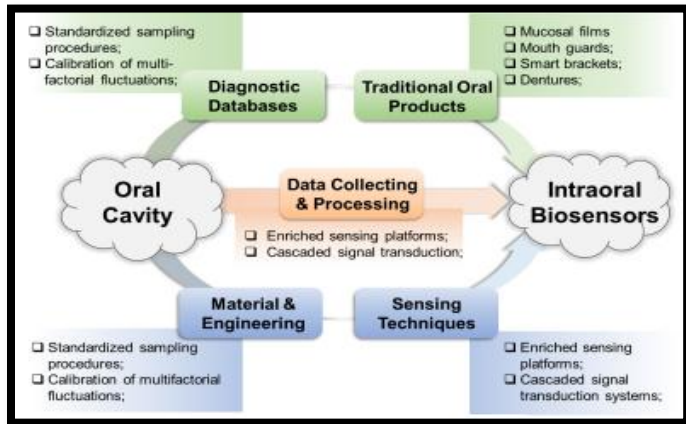 ❑ Standardized sampling
procedures;
❑ Calibration of multi-
factorial fluctuations;
❑ Mucosal films
❑ Mouth guards;
❑ Smart brackets;
❑ Dentures;
Diagnostic
Databases
Traditional Oral
Products
Oral
Cavity
Data Collecting
& Processing
❑ Enriched sensing platforms;
❑ Cascaded signal transduction;
Intraoral
Biosensors
Material &
Engineering
Sensing
Techniques
❑ Standardized sampling
procedures;
❑ Calibration of multifactorial
fluctuations;
❑ Enriched sensing
platforms;
❑ Cascaded signal
transduction systems;